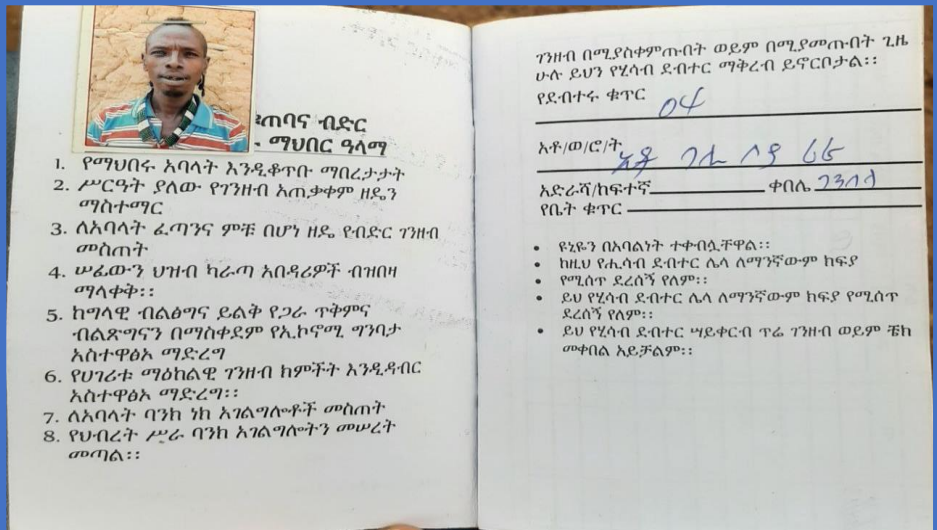 ቁጠባና ብድር
ማህበር ዓላማ
1. የማህበሩ አባላት እንዲቆጥቡ ማበረታታት
2. ሥርዓት ያለው የገንዘብ አጠቃቀም ዘዴን
ማስተማር
3. ለአባላት ፈጣንና ምቹ በሆነ ዘዴ የብድር ገንዘብ
መስጠት
4. ሠፊውን ህዝብ ካራጣ አበዳሪዎች ብዝበዛ
ማላቀቅ፡፡
5. ከግላዊ ብልፅግና ይልቅ የጋራ ጥቅምና
ብልጽግናን በማስቀደም የኢኮኖሚ ግንባታ
አስተዋፅኦ ማድረግ
6. የሀገሪቱ ማዕከልዊ ገንዘብ ክምችት እንዲዳብር
አስተዋፅኦ ማድረግ፡፡
7. ለአባላት ባንክ ነክ አገልግሎቶች መስጠት
8. የህብረት ሥራ ባንክ አገልግሎትን መሠረት
መጣል፡፡
ገንዘብ በሚያስቀምጡበት ወይም በሚያመጡበት ጊዜ
ሁሉ ይህን የሂሳብ ደብተር ማቅረብ ይኖርቦታል፡፡
የደብተሩ ቁጥር 04
አቶ/ወ/ሮ/ት
አድራሻ/ከፍተኛ ቀበሌ
የቤት ቁጥር
• ዩኒዬን በአባልነት ተቀብሏቸዋል፡፡
• ከዚህ የሒሳብ ደብተር ሌላ ለማንኛውም ክፍያ
• የሚሰጥ ደረሰኝ የለም፡፡
• ይህ የሂሳብ ደብተር ሌላ ለማንኛውም ክፍያ የሚሰጥ
ደረሰኝ የለም፡፡
• ይህ የሂሳብ ደብተር ሣይቀርብ ጥሬ ገንዘብ ወይም ቼክ
መቀበል አይቻልም፡፡